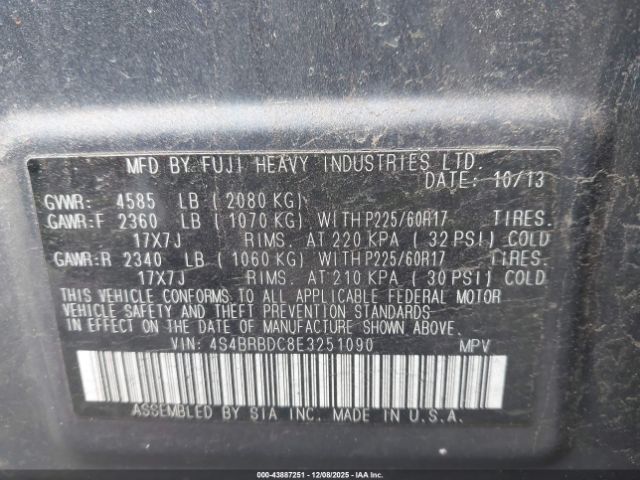 MFD BY FUJI HEAVY INDUSTRIES LTD.
DATE: 10/13
GVWR: 4585 LB ( 2080 KG)
GAWR:F 2360 LB ( 1070 KG) WITH P225/60R17 TIRES.
17X7J RIMS. AT 220 KPA ( 32 PSI) COLD
GAWR:R 2340 LB ( 1060 KG) WITH P225/60R17 TIRES.
17X7J RIMS. AT 210 KPA ( 30 PSI) COLD
THIS VEHICLE CONFORMS TO ALL APPLICABLE FEDERAL MOTOR
VEHICLE SAFETY AND THEFT PREVENTION STANDARDS
IN EFFECT ON THE DATE OF MANUFACTURE SHOWN ABOVE.
VIN: 4S4BRBDC8E3251090 MPV
ASSEMBLED BY SIA INC. MADE IN U.S.A.
000-43887251 - 12/08/2025 - IAAI.CA